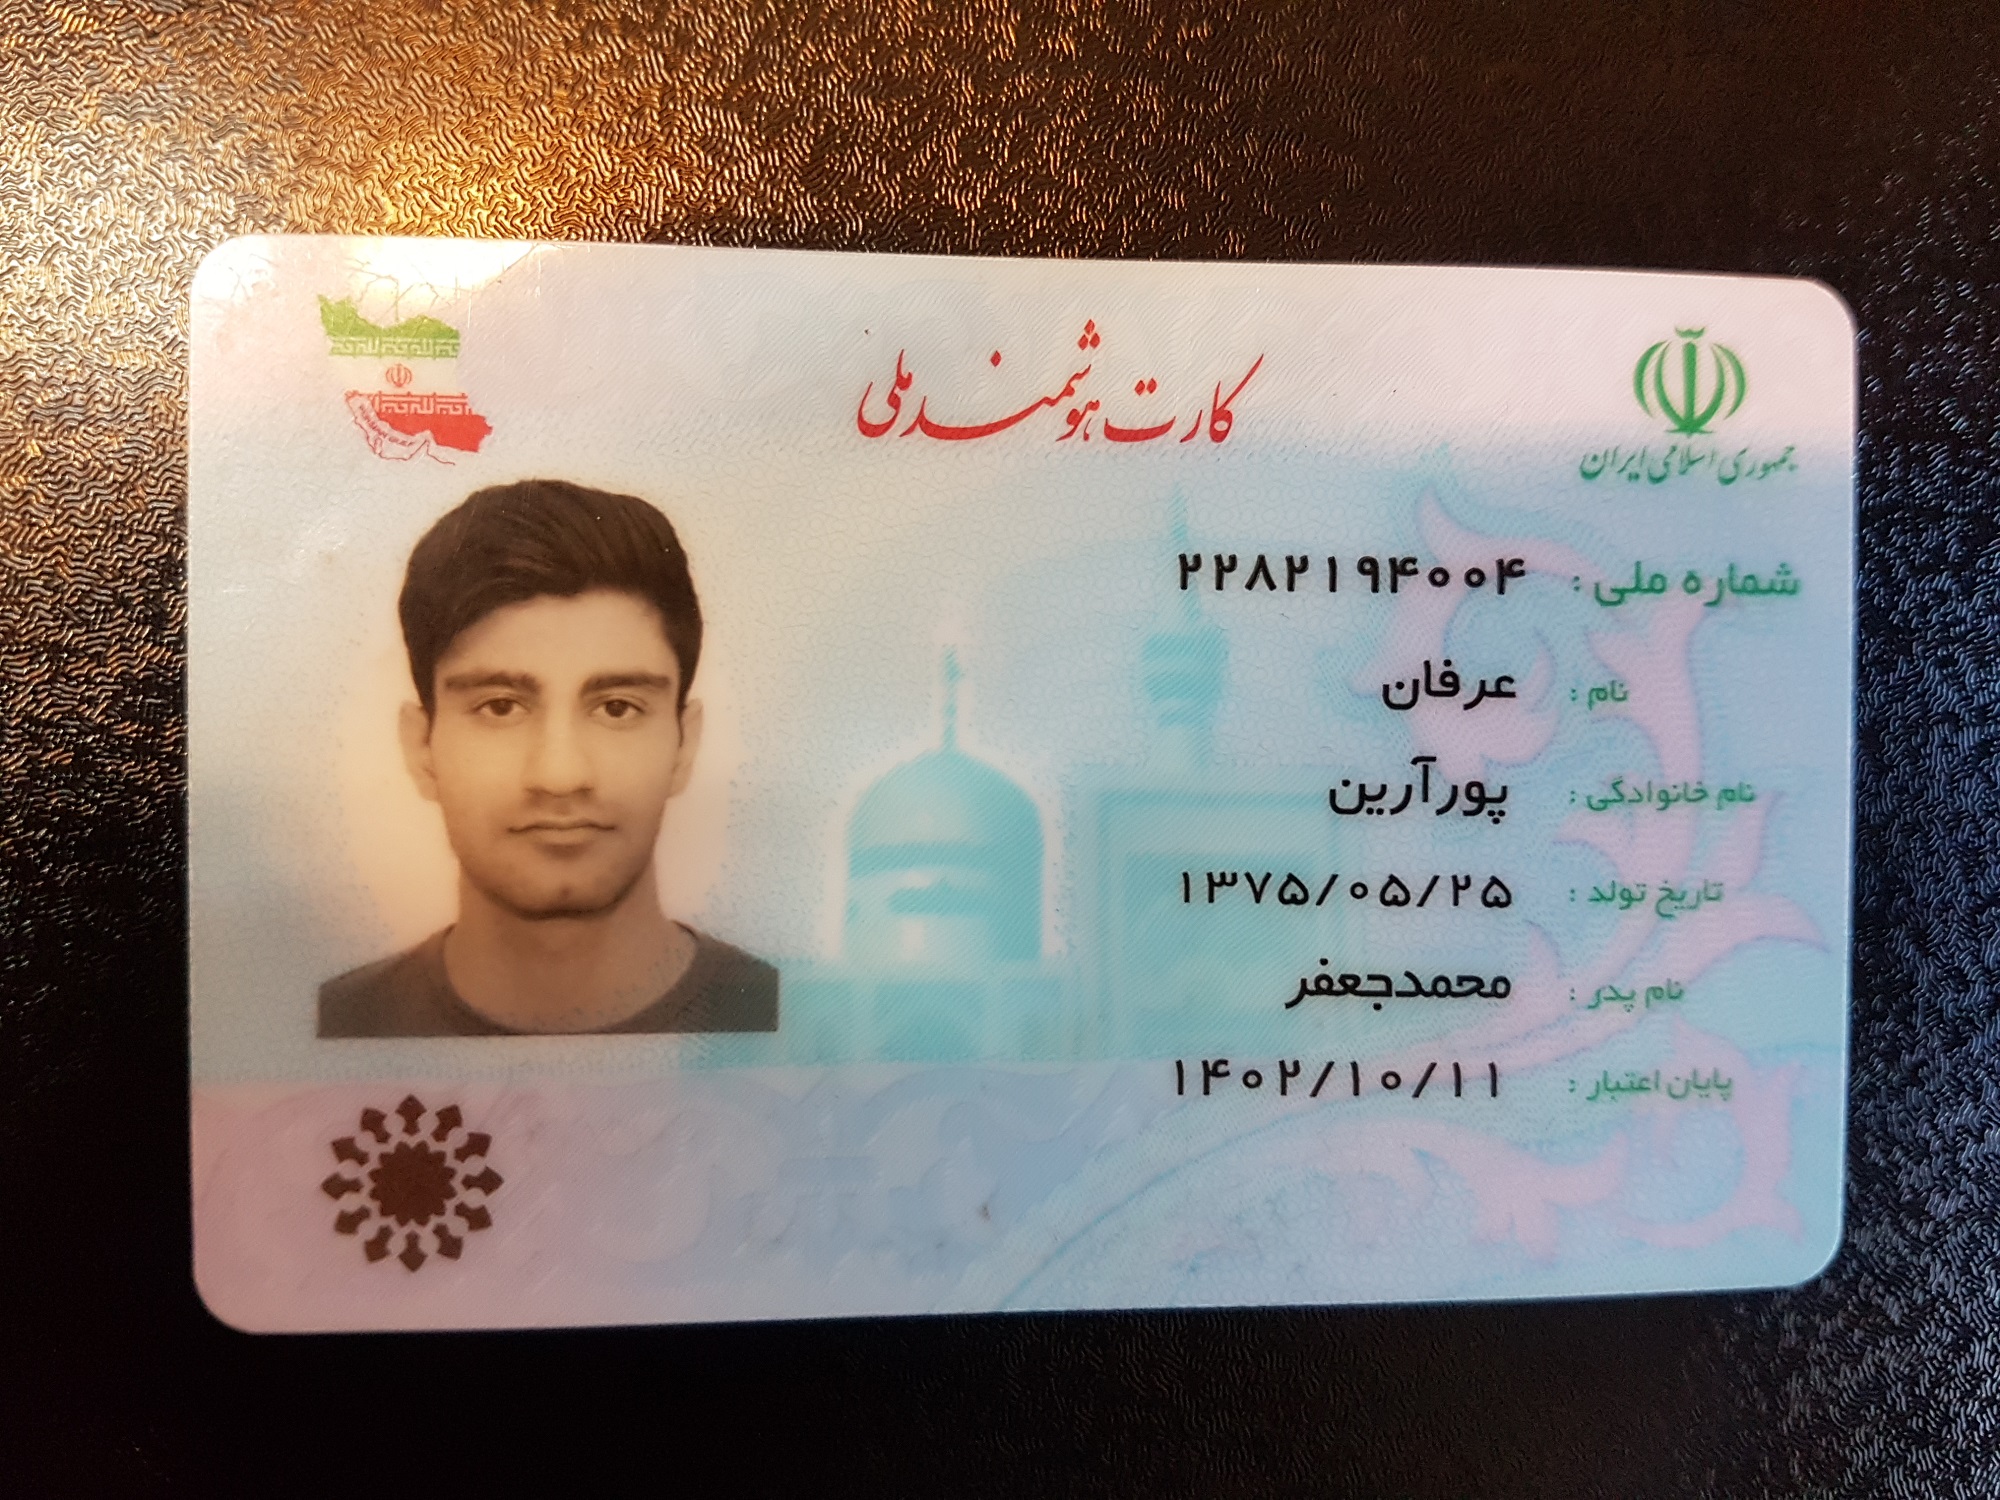 جمهوری اسلامی ایران
کارت هوشمند ملی
شماره ملی : ۲۲۸۲۱۹۴۰۰۴
نام : عرفان
نام خانوادگی : پورآرین
تاریخ تولد : ۱۳۷۵/۰۵/۲۵
نام پدر : محمدجعفر
پایان اعتبار : ۱۴۰۲/۱۰/۱۱